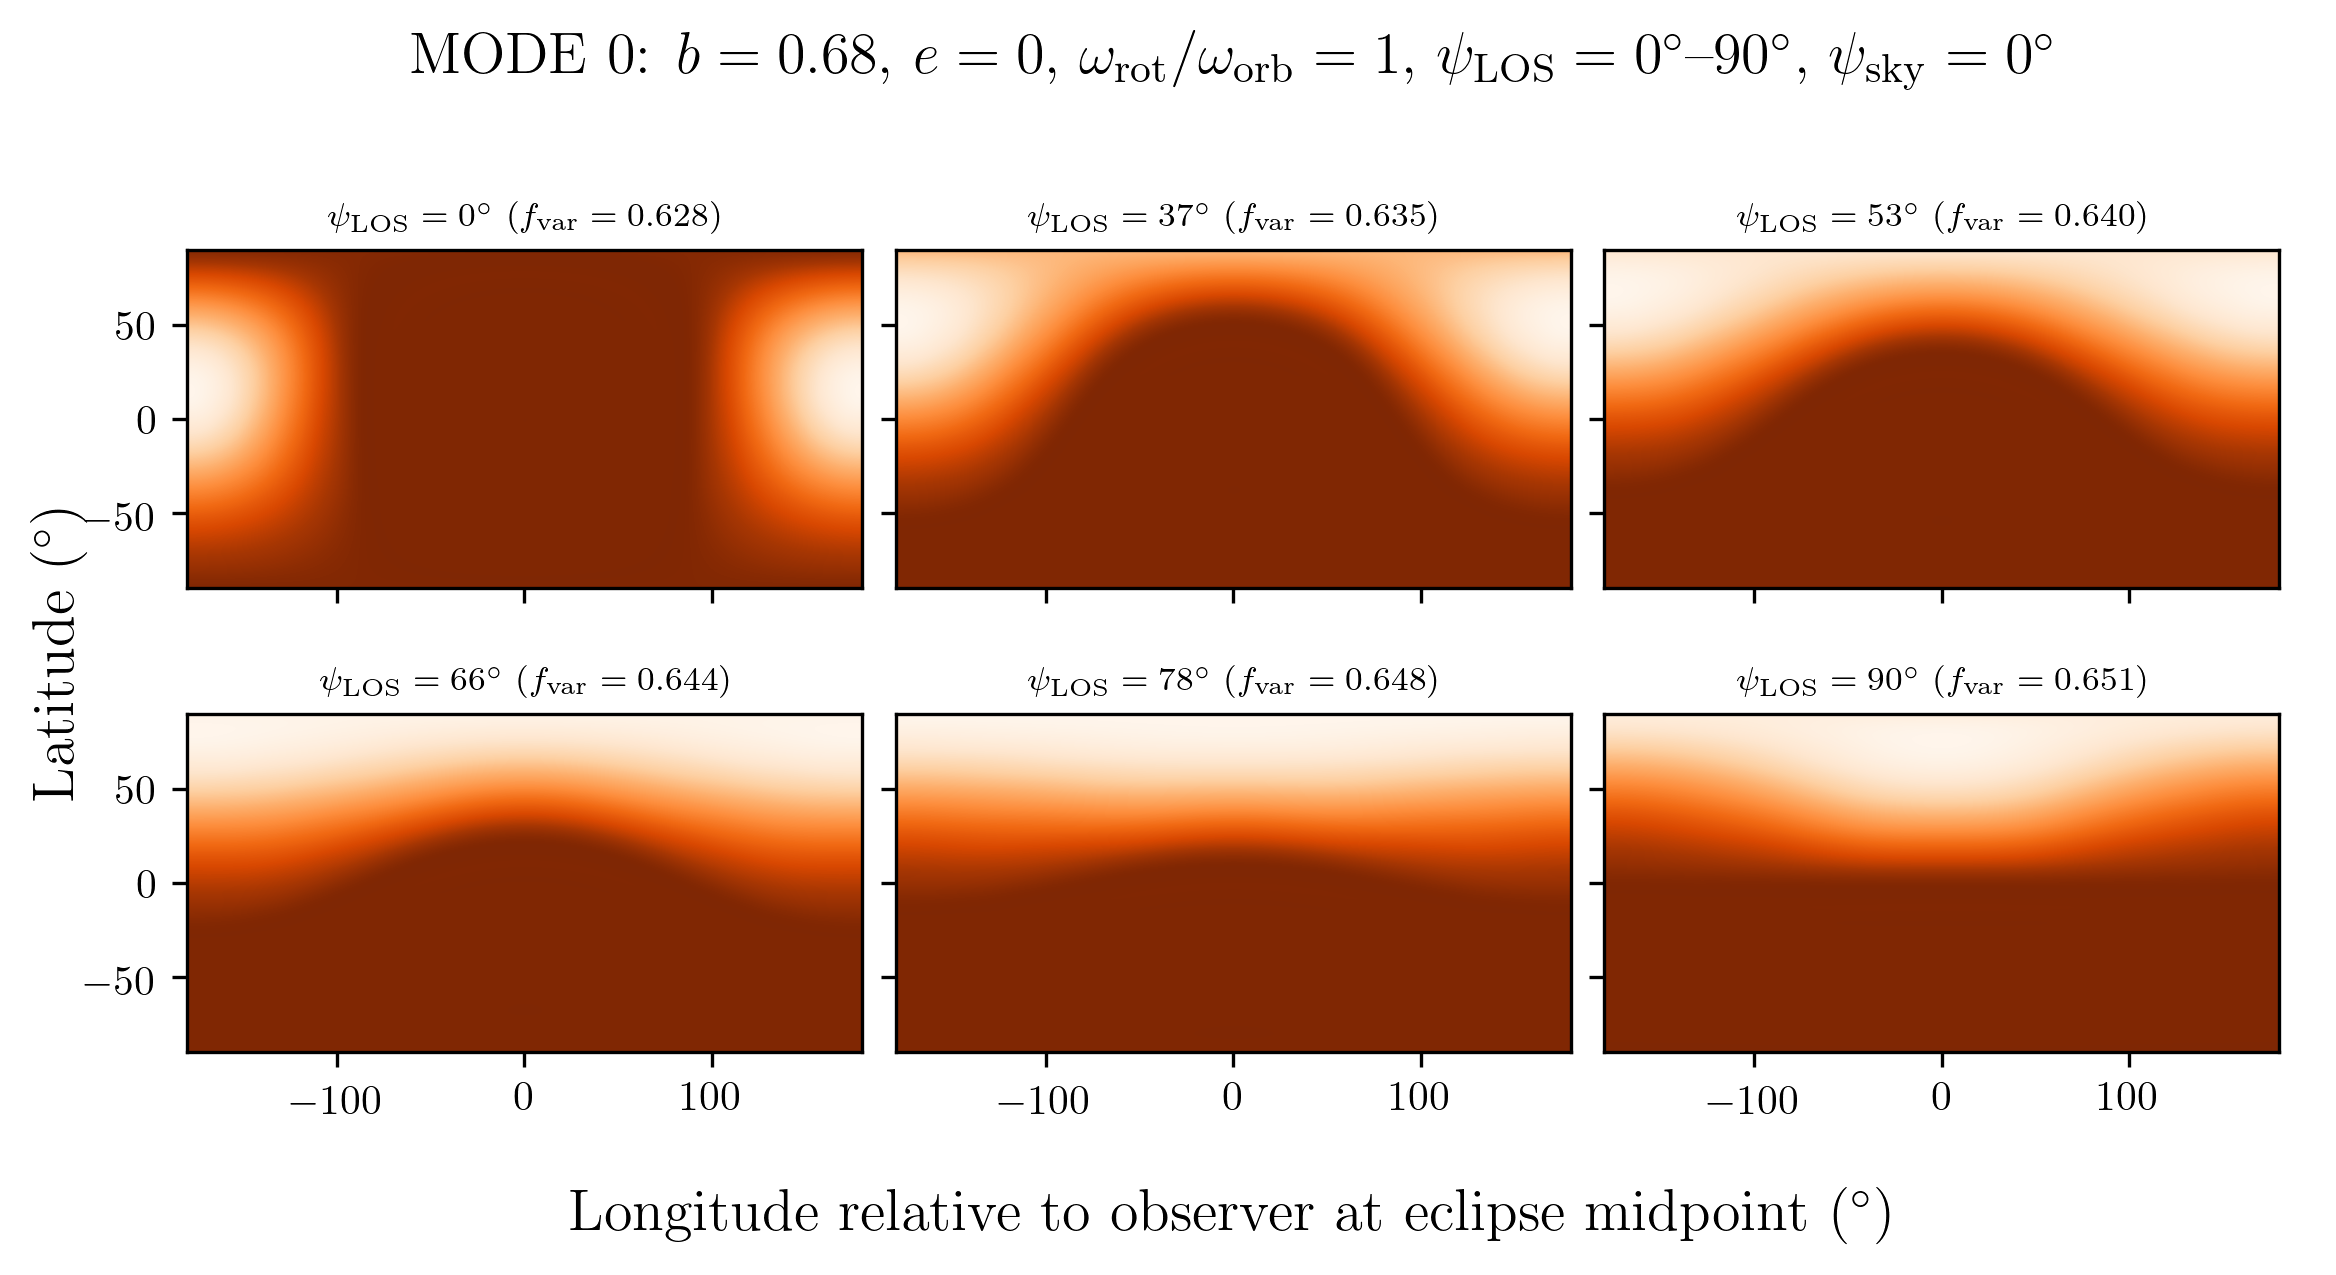 MODE 0: b = 0.68, e = 0, ω_rot/ω_orb = 1, ψ_LOS = 0°–90°, ψ_sky = 0°
ψ_LOS = 0° (f_var = 0.628)
ψ_LOS = 37° (f_var = 0.635)
ψ_LOS = 53° (f_var = 0.640)
50
0
−50
Latitude (°)
ψ_LOS = 66° (f_var = 0.644)
ψ_LOS = 78° (f_var = 0.648)
ψ_LOS = 90° (f_var = 0.651)
50
0
−50
−100 0 100
−100 0 100
−100 0 100
Longitude relative to observer at eclipse midpoint (°)